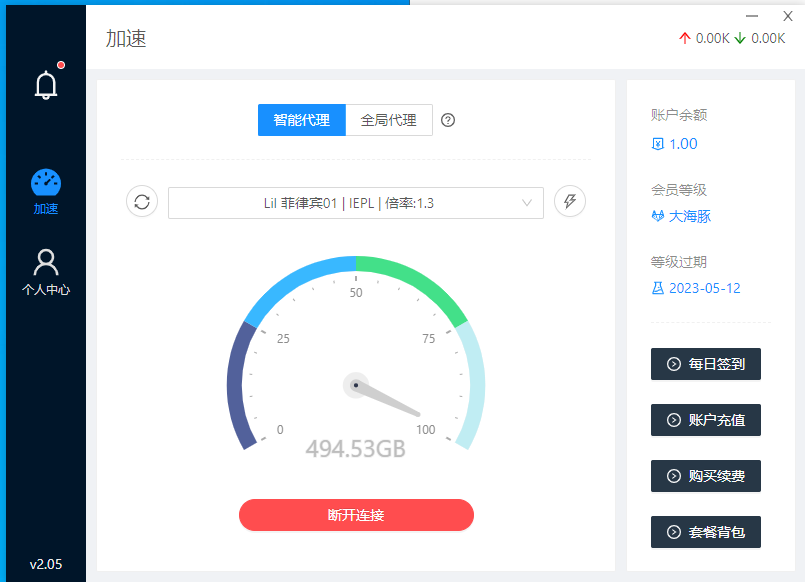 加速
0.00K 0.00K
加速
个人中心
v2.05
智能代理 全局代理
Lil 菲律宾01 | IEPL | 倍率:1.3
0
25
50
75
100
494.53GB
断开连接
账户余额
1.00
会员等级
大海豚
等级过期
2023-05-12
每日签到
账户充值
购买续费
套餐背包